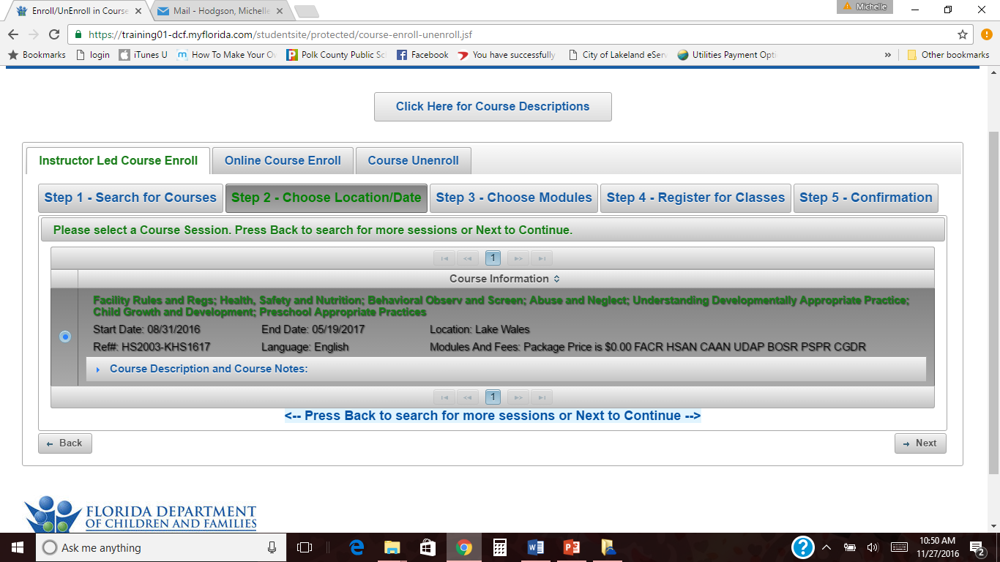 Enroll/UnEnroll in Course
Mail - Hodgson, Michelle
Michelle
https://training01-dcf.myflorida.com/studentsite/protected/course-enroll-unenroll.jsf
Bookmarks login iTunes U How To Make Your Ow Polk County Public Sc Facebook You have successfully City of Lakeland eServ Utilities Payment Opti » Other bookmarks
Click Here for Course Descriptions
Instructor Led Course Enroll Online Course Enroll Course Unenroll
Step 1 - Search for Courses Step 2 - Choose Location/Date Step 3 - Choose Modules Step 4 - Register for Classes Step 5 - Confirmation
Please select a Course Session. Press Back to search for more sessions or Next to Continue.
1
Course Information
Facility Rules and Regs; Health, Safety and Nutrition; Behavioral Observ and Screen; Abuse and Neglect; Understanding Developmentally Appropriate Practice;
Child Growth and Development; Preschool Appropriate Practices
Start Date: 08/31/2016 End Date: 05/19/2017 Location: Lake Wales
Ref#: HS2003-KHS1617 Language: English Modules And Fees: Package Price is $0.00 FACR HSAN CAAN UDAP BOSR PSPR CGDR
Course Description and Course Notes:
1
<-- Press Back to search for more sessions or Next to Continue -->
Back Next
FLORIDA DEPARTMENT
OF CHILDREN AND FAMILIES
Ask me anything
10:50 AM
11/27/2016
2